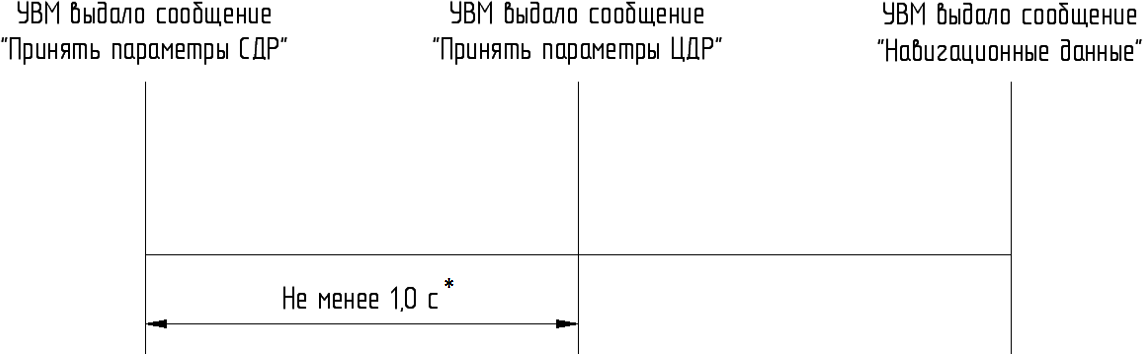 УВМ выдало сообщение
"Принять параметры СДР"
УВМ выдало сообщение
"Принять параметры ЦДР"
УВМ выдало сообщение
"Навигационные данные"
Не менее 1,0 с*